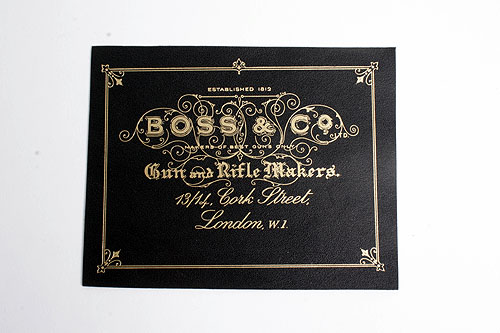 ESTABLISHED 1812
BOSS & CO. LTD.
MAKERS OF BEST GUNS ONLY
Gun and Rifle Makers.
13/14, Cork Street,
London, W.1.